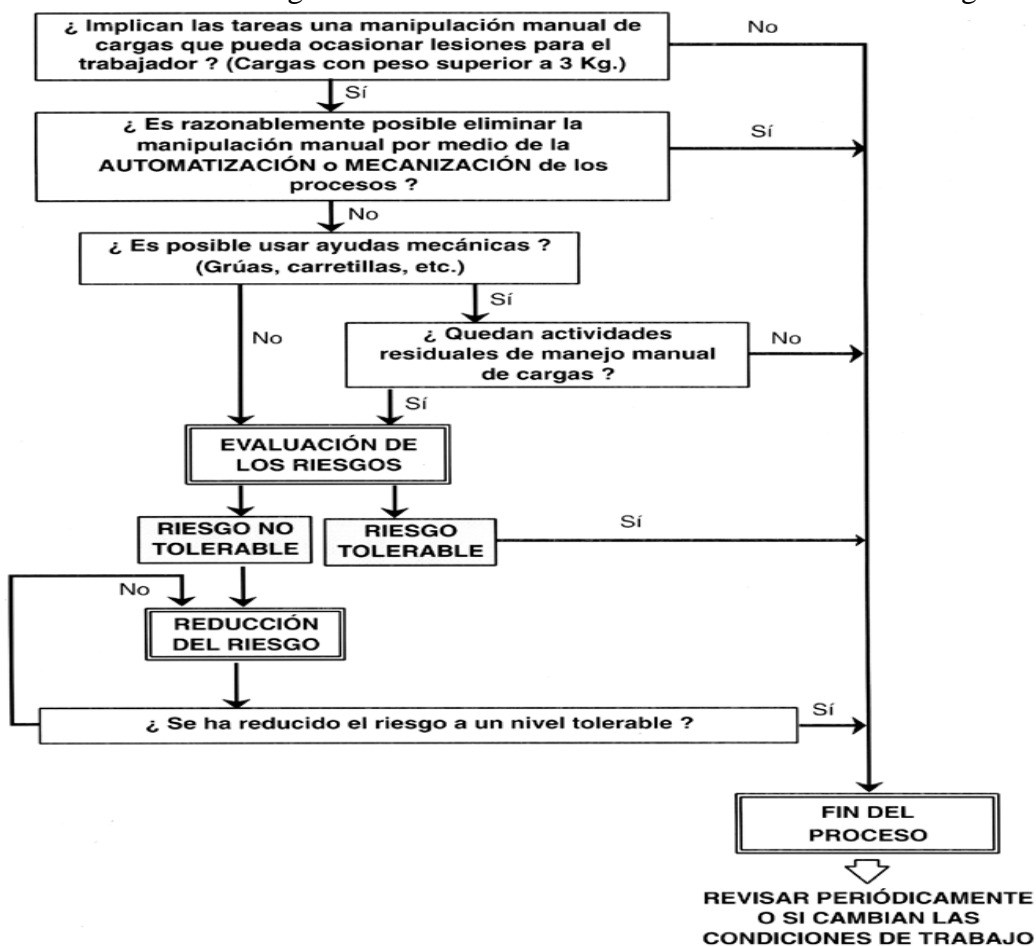 ¿ Implican las tareas una manipulación manual de
cargas que pueda ocasionar lesiones para el
trabajador ? (Cargas con peso superior a 3 Kg.)
No
Sí
¿ Es razonablemente posible eliminar la
manipulación manual por medio de la
AUTOMATIZACIÓN o MECANIZACIÓN de los
procesos ?
Sí
No
¿ Es posible usar ayudas mecánicas ?
(Grúas, carretillas, etc.)
Sí
No
¿ Quedan actividades
residuales de manejo manual
de cargas ?
No
Sí
EVALUACIÓN DE
LOS RIESGOS
RIESGO NO
TOLERABLE
RIESGO
TOLERABLE
Sí
No
REDUCCIÓN
DEL RIESGO
¿ Se ha reducido el riesgo a un nivel tolerable ?
Sí
FIN DEL
PROCESO
REVISAR PERIÓDICAMENTE
O SI CAMBIAN LAS
CONDICIONES DE TRABAJO